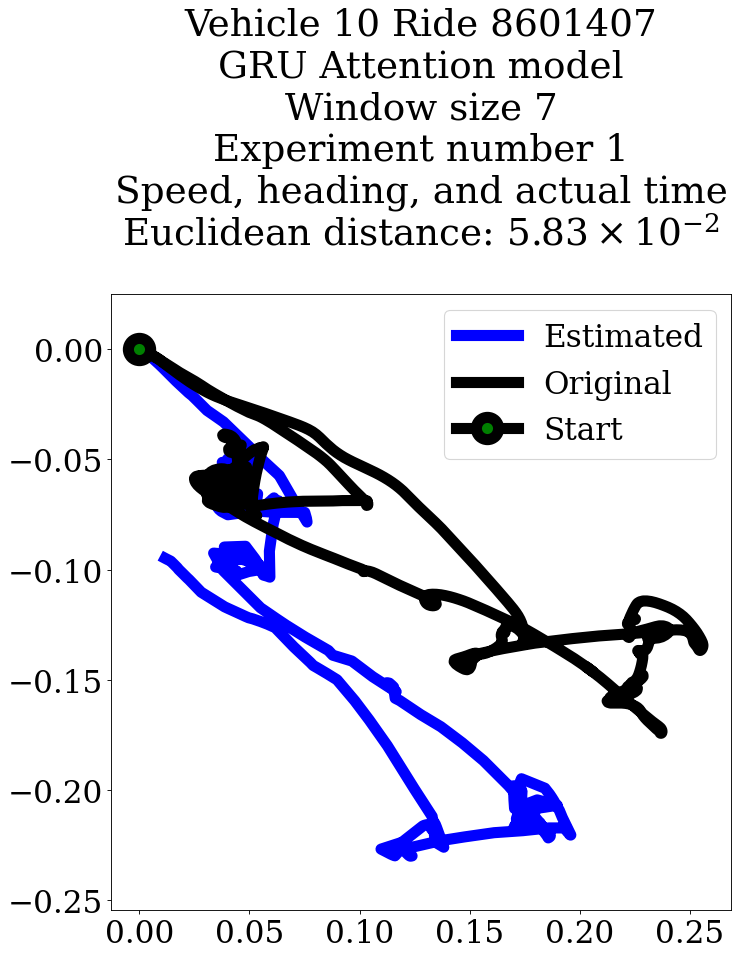 Vehicle 10 Ride 8601407
GRU Attention model
Window size 7
Experiment number 1
Speed, heading, and actual time
Euclidean distance: 5.83 × 10⁻²
Estimated
Original
Start
0.00
−0.05
−0.10
−0.15
−0.20
−0.25
0.00 0.05 0.10 0.15 0.20 0.25